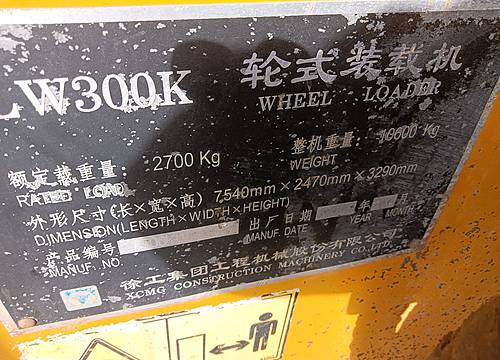 LW300K 轮式装载机
WHEEL LOADER
额定载重量: 2700 Kg 整机重量: 10600 Kg
RATED LOAD WEIGHT
外形尺寸(长×宽×高) 7540mm×2470mm×3290mm
DIMENSION(LENGTH×WIDTH×HEIGHT)
产品编号 出厂日期 年 月
MANUF. NO. MANUF. DATE YEAR MONTH
徐工集团工程机械股份有限公司
XCMG CONSTRUCTION MACHINERY CO.,LTD.